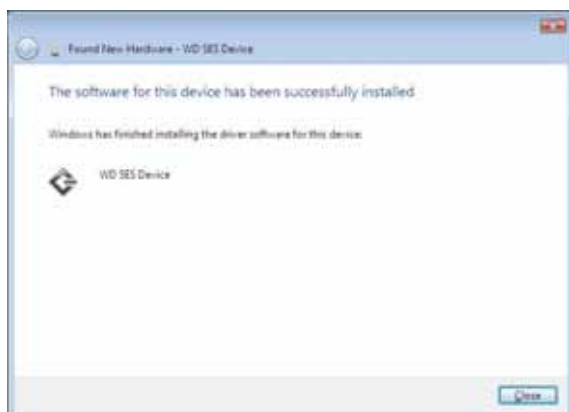 Found New Hardware - WD SES Device
The software for this device has been successfully installed
Windows has finished installing the driver software for this device:
WD SES Device
Close